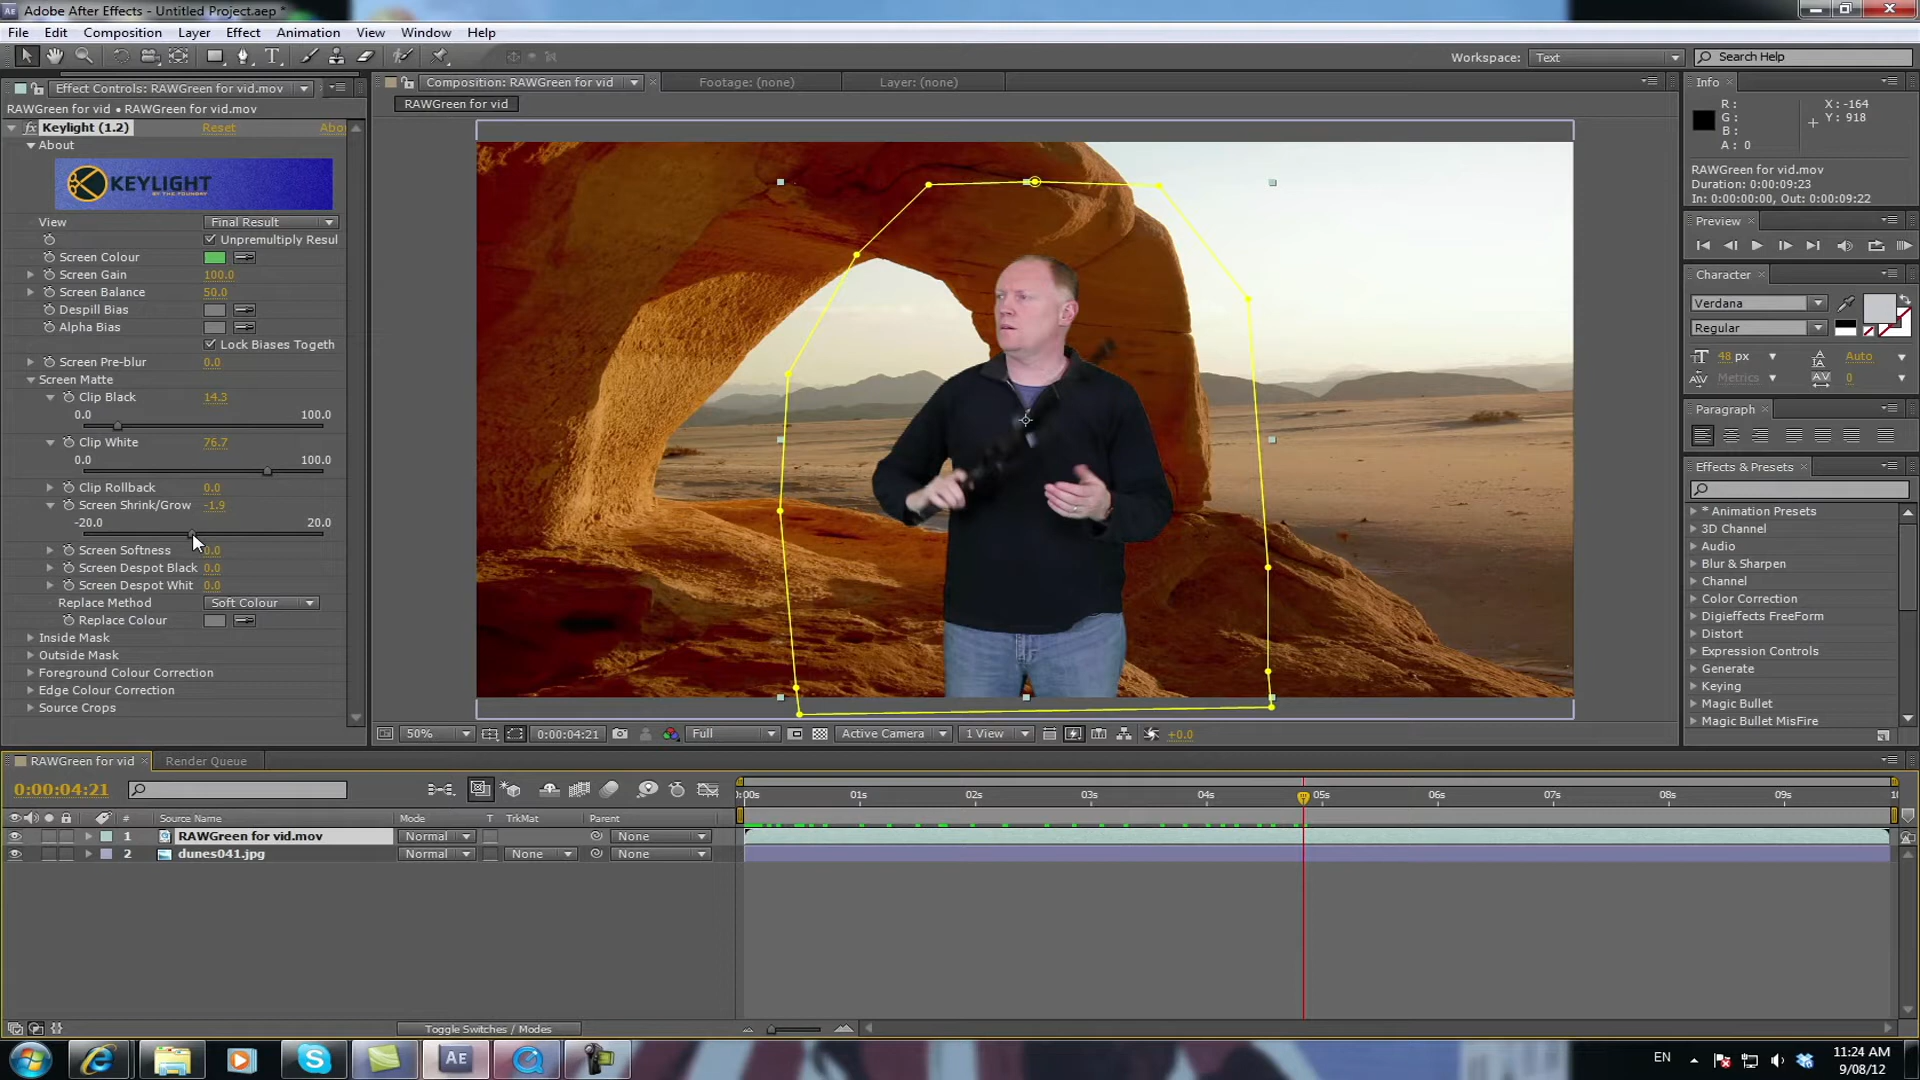 Adobe After Effects - Untitled Project.aep *
File Edit Composition Layer Effect Animation View Window Help
Workspace: Text Search Help
Effect Controls: RAWGreen for vid.mov
RAWGreen for vid • RAWGreen for vid.mov
Keylight (1.2) Reset Abo
About
KEYLIGHT
BY THE FOUNDRY
View Final Result
Unpremultiply Resul
Screen Colour
Screen Gain 100.0
Screen Balance 50.0
Despill Bias
Alpha Bias
Lock Biases Togeth
Screen Pre-blur 0.0
Screen Matte
Clip Black 14.3
0.0 100.0
Clip White 76.7
0.0 100.0
Clip Rollback 0.0
Screen Shrink/Grow -1.9
-20.0 20.0
Screen Softness 0.0
Screen Despot Black 0.0
Screen Despot Whit 0.0
Replace Method Soft Colour
Replace Colour
Inside Mask
Outside Mask
Foreground Colour Correction
Edge Colour Correction
Source Crops
Composition: RAWGreen for vid Footage: (none) Layer: (none)
RAWGreen for vid
50% 0:00:04:21 Full Active Camera 1 View +0.0
Info
R: X: -164
G: Y: 918
B:
A: 0
RAWGreen for vid.mov
Duration: 0:00:09:23
In: 0:00:00:00, Out: 0:00:09:22
Preview
Character
Verdana
Regular
48 px Auto
Metrics 0
Paragraph
Effects & Presets
* Animation Presets
3D Channel
Audio
Blur & Sharpen
Channel
Color Correction
Digieffects FreeForm
Distort
Expression Controls
Generate
Keying
Magic Bullet
Magic Bullet MisFire
RAWGreen for vid Render Queue
0:00:04:21
):00s 01s 02s 03s 04s 05s 06s 07s 08s 09s 10
# Source Name Mode T TrkMat Parent
1 RAWGreen for vid.mov Normal None
2 dunes041.jpg Normal None None
Toggle Switches / Modes
EN 11:24 AM
9/08/12